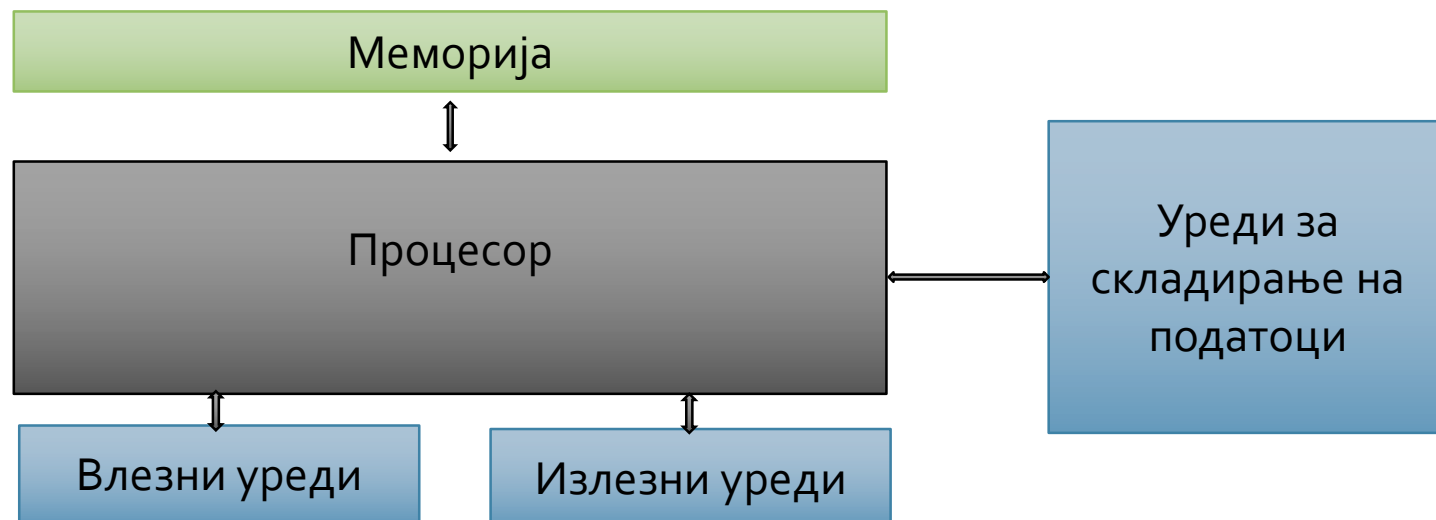 Меморија
Процесор
Уреди за
складирање на
податоци
Влезни уреди
Излезни уреди